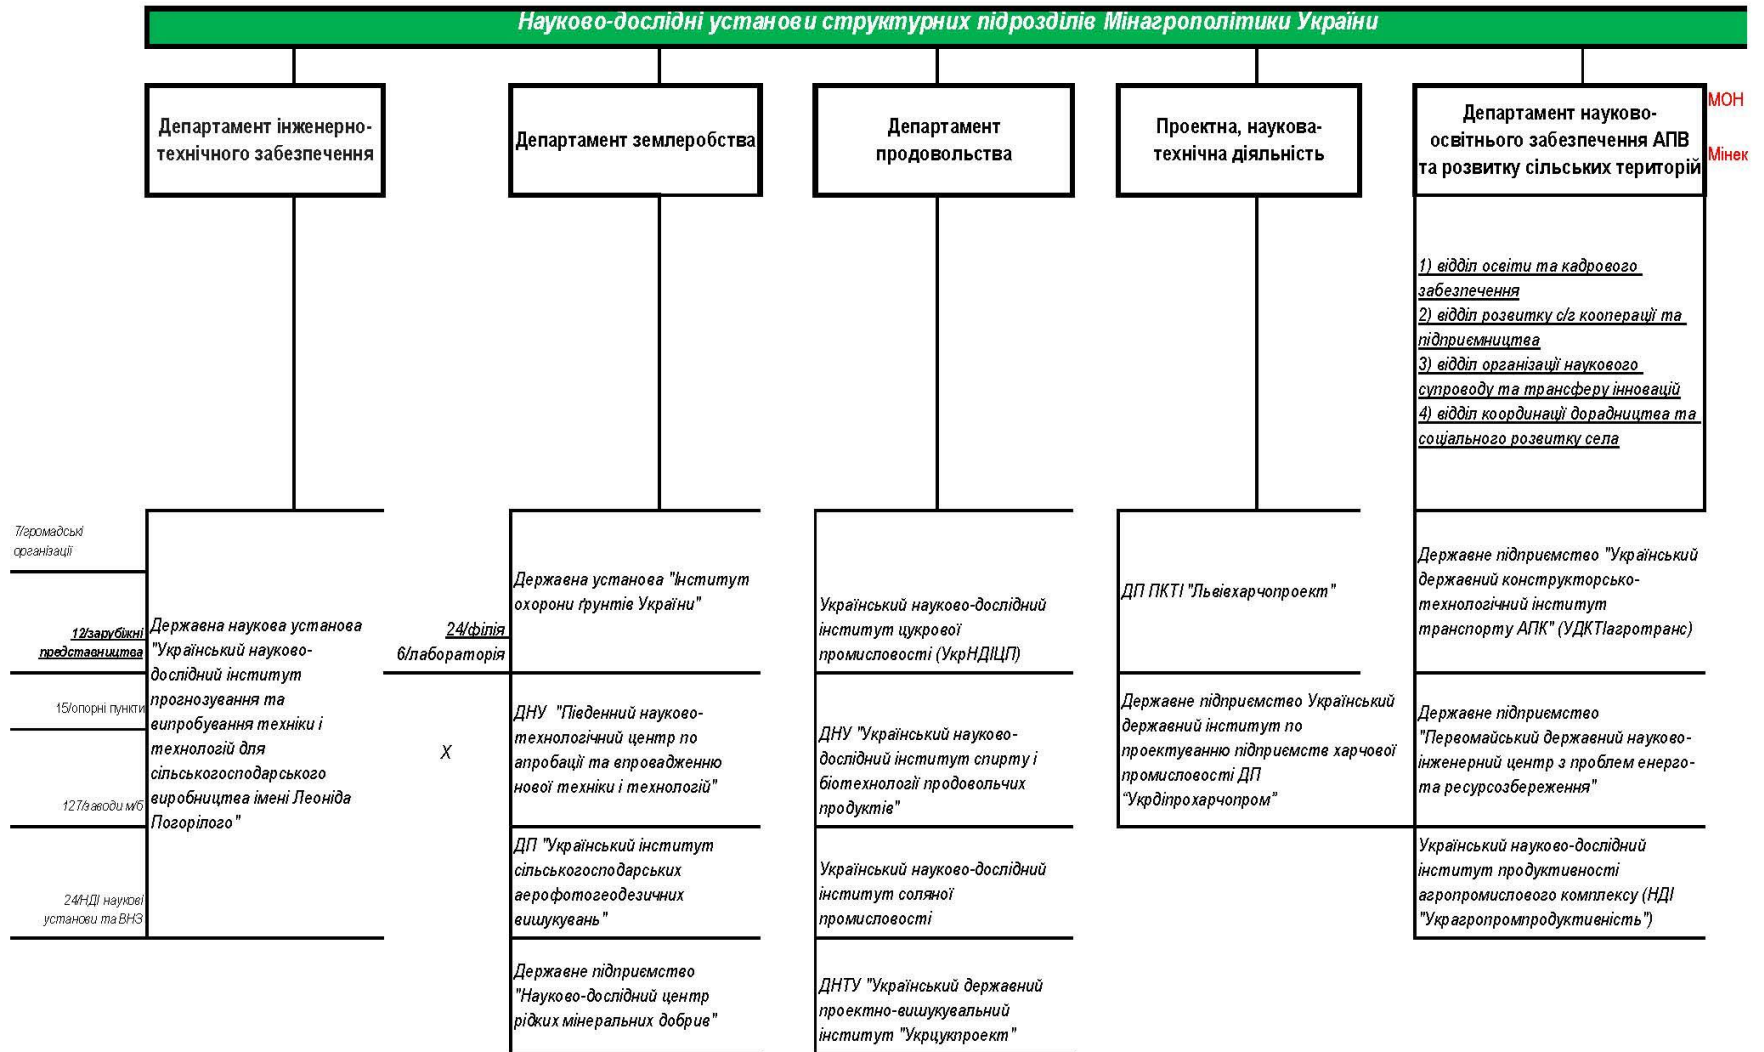 Науково-дослідні установи структурних підрозділів Мінагрополітики України
Департамент інженерно-
технічного забезпечення
Департамент землеробства
Департамент
продовольства
Проектна, наукова-
технічна діяльність
Департамент науково-
освітнього забезпечення АПВ
та розвитку сільських територій
МОН
Мінек
1) відділ освіти та кадрового
забезпечення
2) відділ розвитку с/г кооперації та
підприємництва
3) відділ організації наукового
супроводу та трансферу інновацій
4) відділ координації дорадництва та
соціального розвитку села
7/громадські
організації
12/зарубіжні
представництва
15/опорні пункти
127/заводи м/б
24/НДІ наукові
установи та ВНЗ
Державна наукова установа
"Український науково-
дослідний інститут
прогнозування та
випробування техніки і
технологій для
сільськогосподарського
виробництва імені Леоніда
Погорілого"
24/філія
6/лабораторія
X
Державна установа "Інститут
охорони ґрунтів України"
ДНУ "Південний науково-
технологічний центр по
апробації та впровадженню
нової техніки і технологій"
ДП "Український інститут
сільськогосподарських
аерофотогеодезичних
вишукувань"
Державне підприємство
"Науково-дослідний центр
рідких мінеральних добрив"
Український науково-дослідний
інститут цукрової
промисловості (УкрНДІЦП)
ДНУ "Український науково-
дослідний інститут спирту і
біотехнології продовольчих
продуктів"
Український науково-дослідний
інститут соляної
промисловості
ДНТУ "Український державний
проектно-вишукувальний
інститут "Укрцукпроект"
ДП ПКТІ "Львівхарчопроект"
Державне підприємство Український
державний інститут по
проектуванню підприємств харчової
промисловості ДП
“Укрдіпрохарчопром”
Державне підприємство "Український
державний конструкторсько-
технологічний інститут
транспорту АПК" (УДКТІагротранс)
Державне підприємство
"Первомайський державний науково-
інженерний центр з проблем енерго-
та ресурсозбереження"
Український науково-дослідний
інститут продуктивності
агропромислового комплексу (НДІ
"Украгропромпродуктивність")